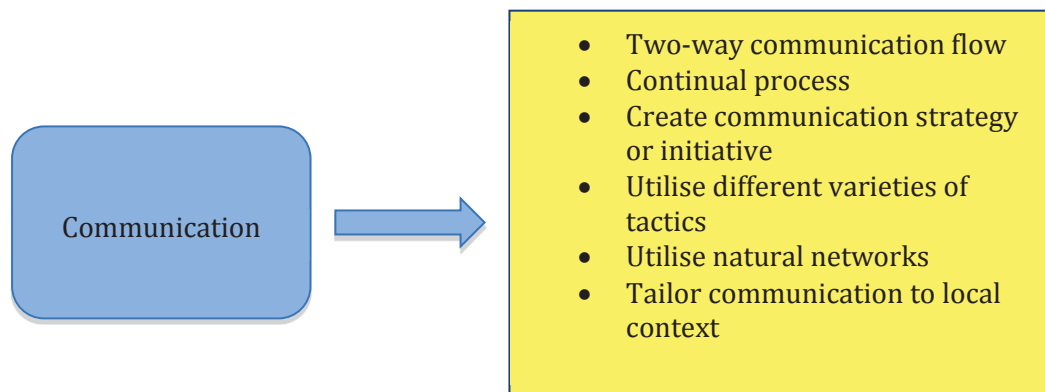 Communication
• Two-way communication flow
• Continual process
• Create communication strategy
or initiative
• Utilise different varieties of
tactics
• Utilise natural networks
• Tailor communication to local
context